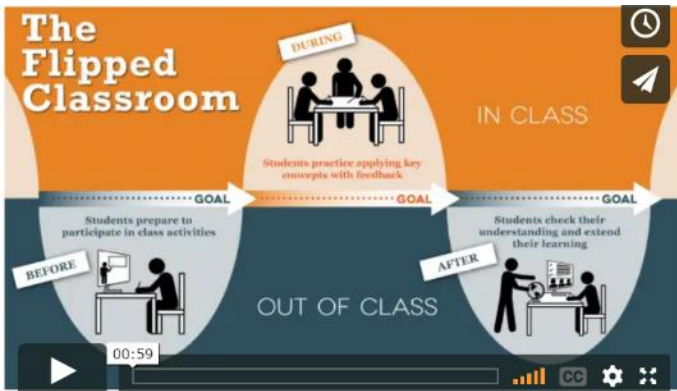 The
Flipped
Classroom
DURING
IN CLASS
Students practice applying key
concepts with feedback
GOAL
GOAL
GOAL
Students prepare to
participate in class activities
Students check their
understanding and extend
their learning
BEFORE
AFTER
OUT OF CLASS
00:59
CC